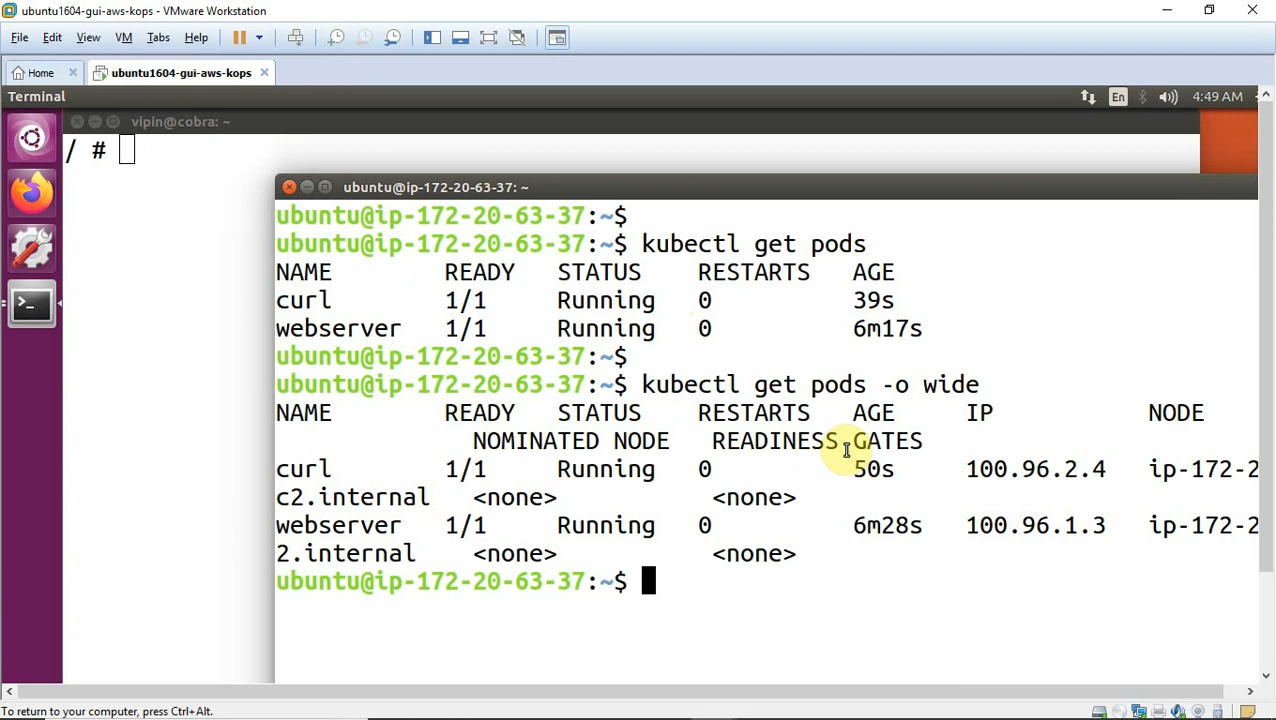 ubuntu1604-gui-aws-kops - VMware Workstation
File Edit View VM Tabs Help
Home ubuntu1604-gui-aws-kops
Terminal En 4:49 AM
vipin@cobra: ~
/ #
ubuntu@ip-172-20-63-37: ~
ubuntu@ip-172-20-63-37:~$
ubuntu@ip-172-20-63-37:~$ kubectl get pods
NAME READY STATUS RESTARTS AGE
curl 1/1 Running 0 39s
webserver 1/1 Running 0 6m17s
ubuntu@ip-172-20-63-37:~$
ubuntu@ip-172-20-63-37:~$ kubectl get pods -o wide
NAME READY STATUS RESTARTS AGE IP NODE
NOMINATED NODE READINESS GATES
curl 1/1 Running 0 50s 100.96.2.4 ip-172-2
c2.internal <none> <none>
webserver 1/1 Running 0 6m28s 100.96.1.3 ip-172-2
2.internal <none> <none>
ubuntu@ip-172-20-63-37:~$
To return to your computer, press Ctrl+Alt.